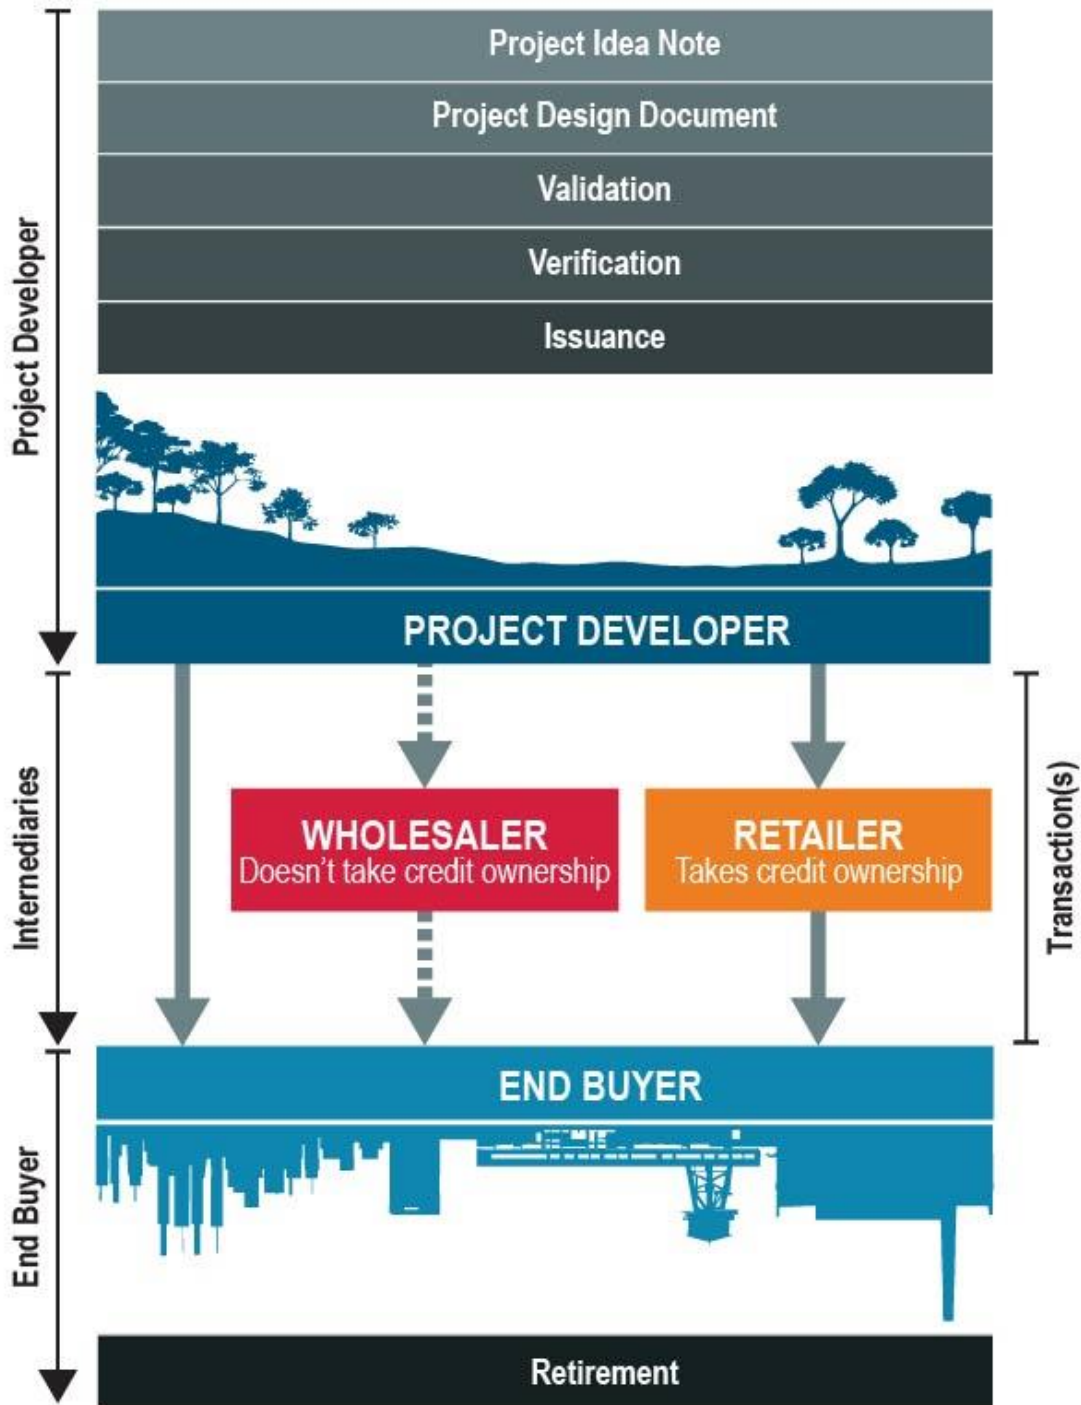 Project Idea Note
Project Design Document
Validation
Verification
Issuance
Project Developer
PROJECT DEVELOPER
Internediaries
WHOLESALER
Doesn't take credit ownership
RETAILER
Takes credit ownership
Transaction(s)
END BUYER
End Buyer
Retirement